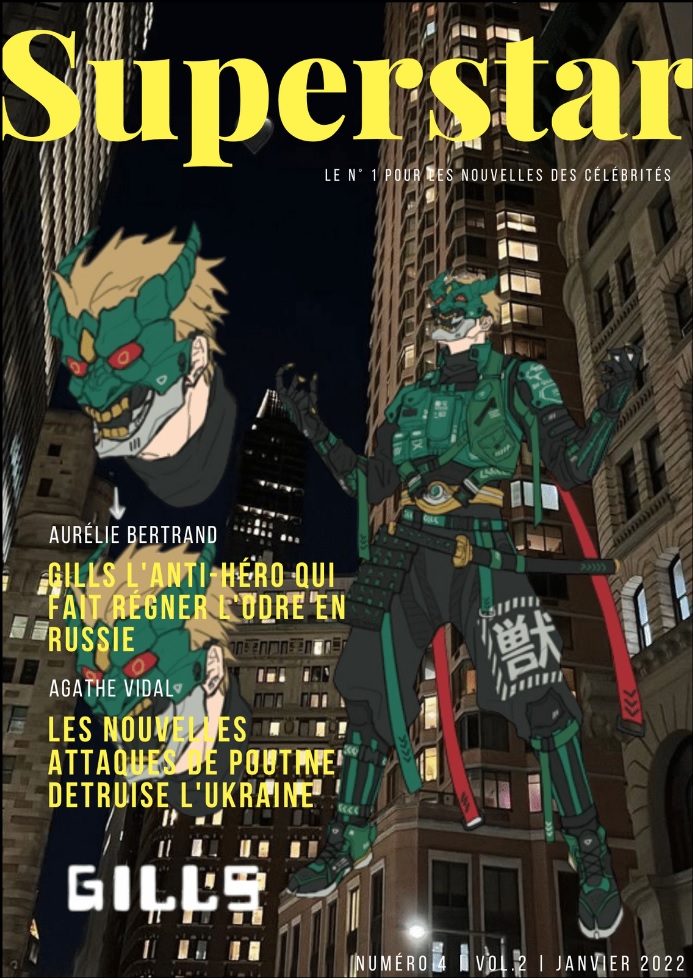 Superstar
LE N° 1 POUR LES NOUVELLES DES CÉLÉBRITÉS
AURÉLIE BERTRAND
GILLS L'ANTI-HÉRO QUI
FAIT RÉGNER L'ODRE EN
RUSSIE
AGATHE VIDAL
LES NOUVELLES
ATTAQUES DE POUTINE
DETRUISE L'UKRAINE
獣
GILLS
NUMÉRO 4 | VOL.2 | JANVIER 2022